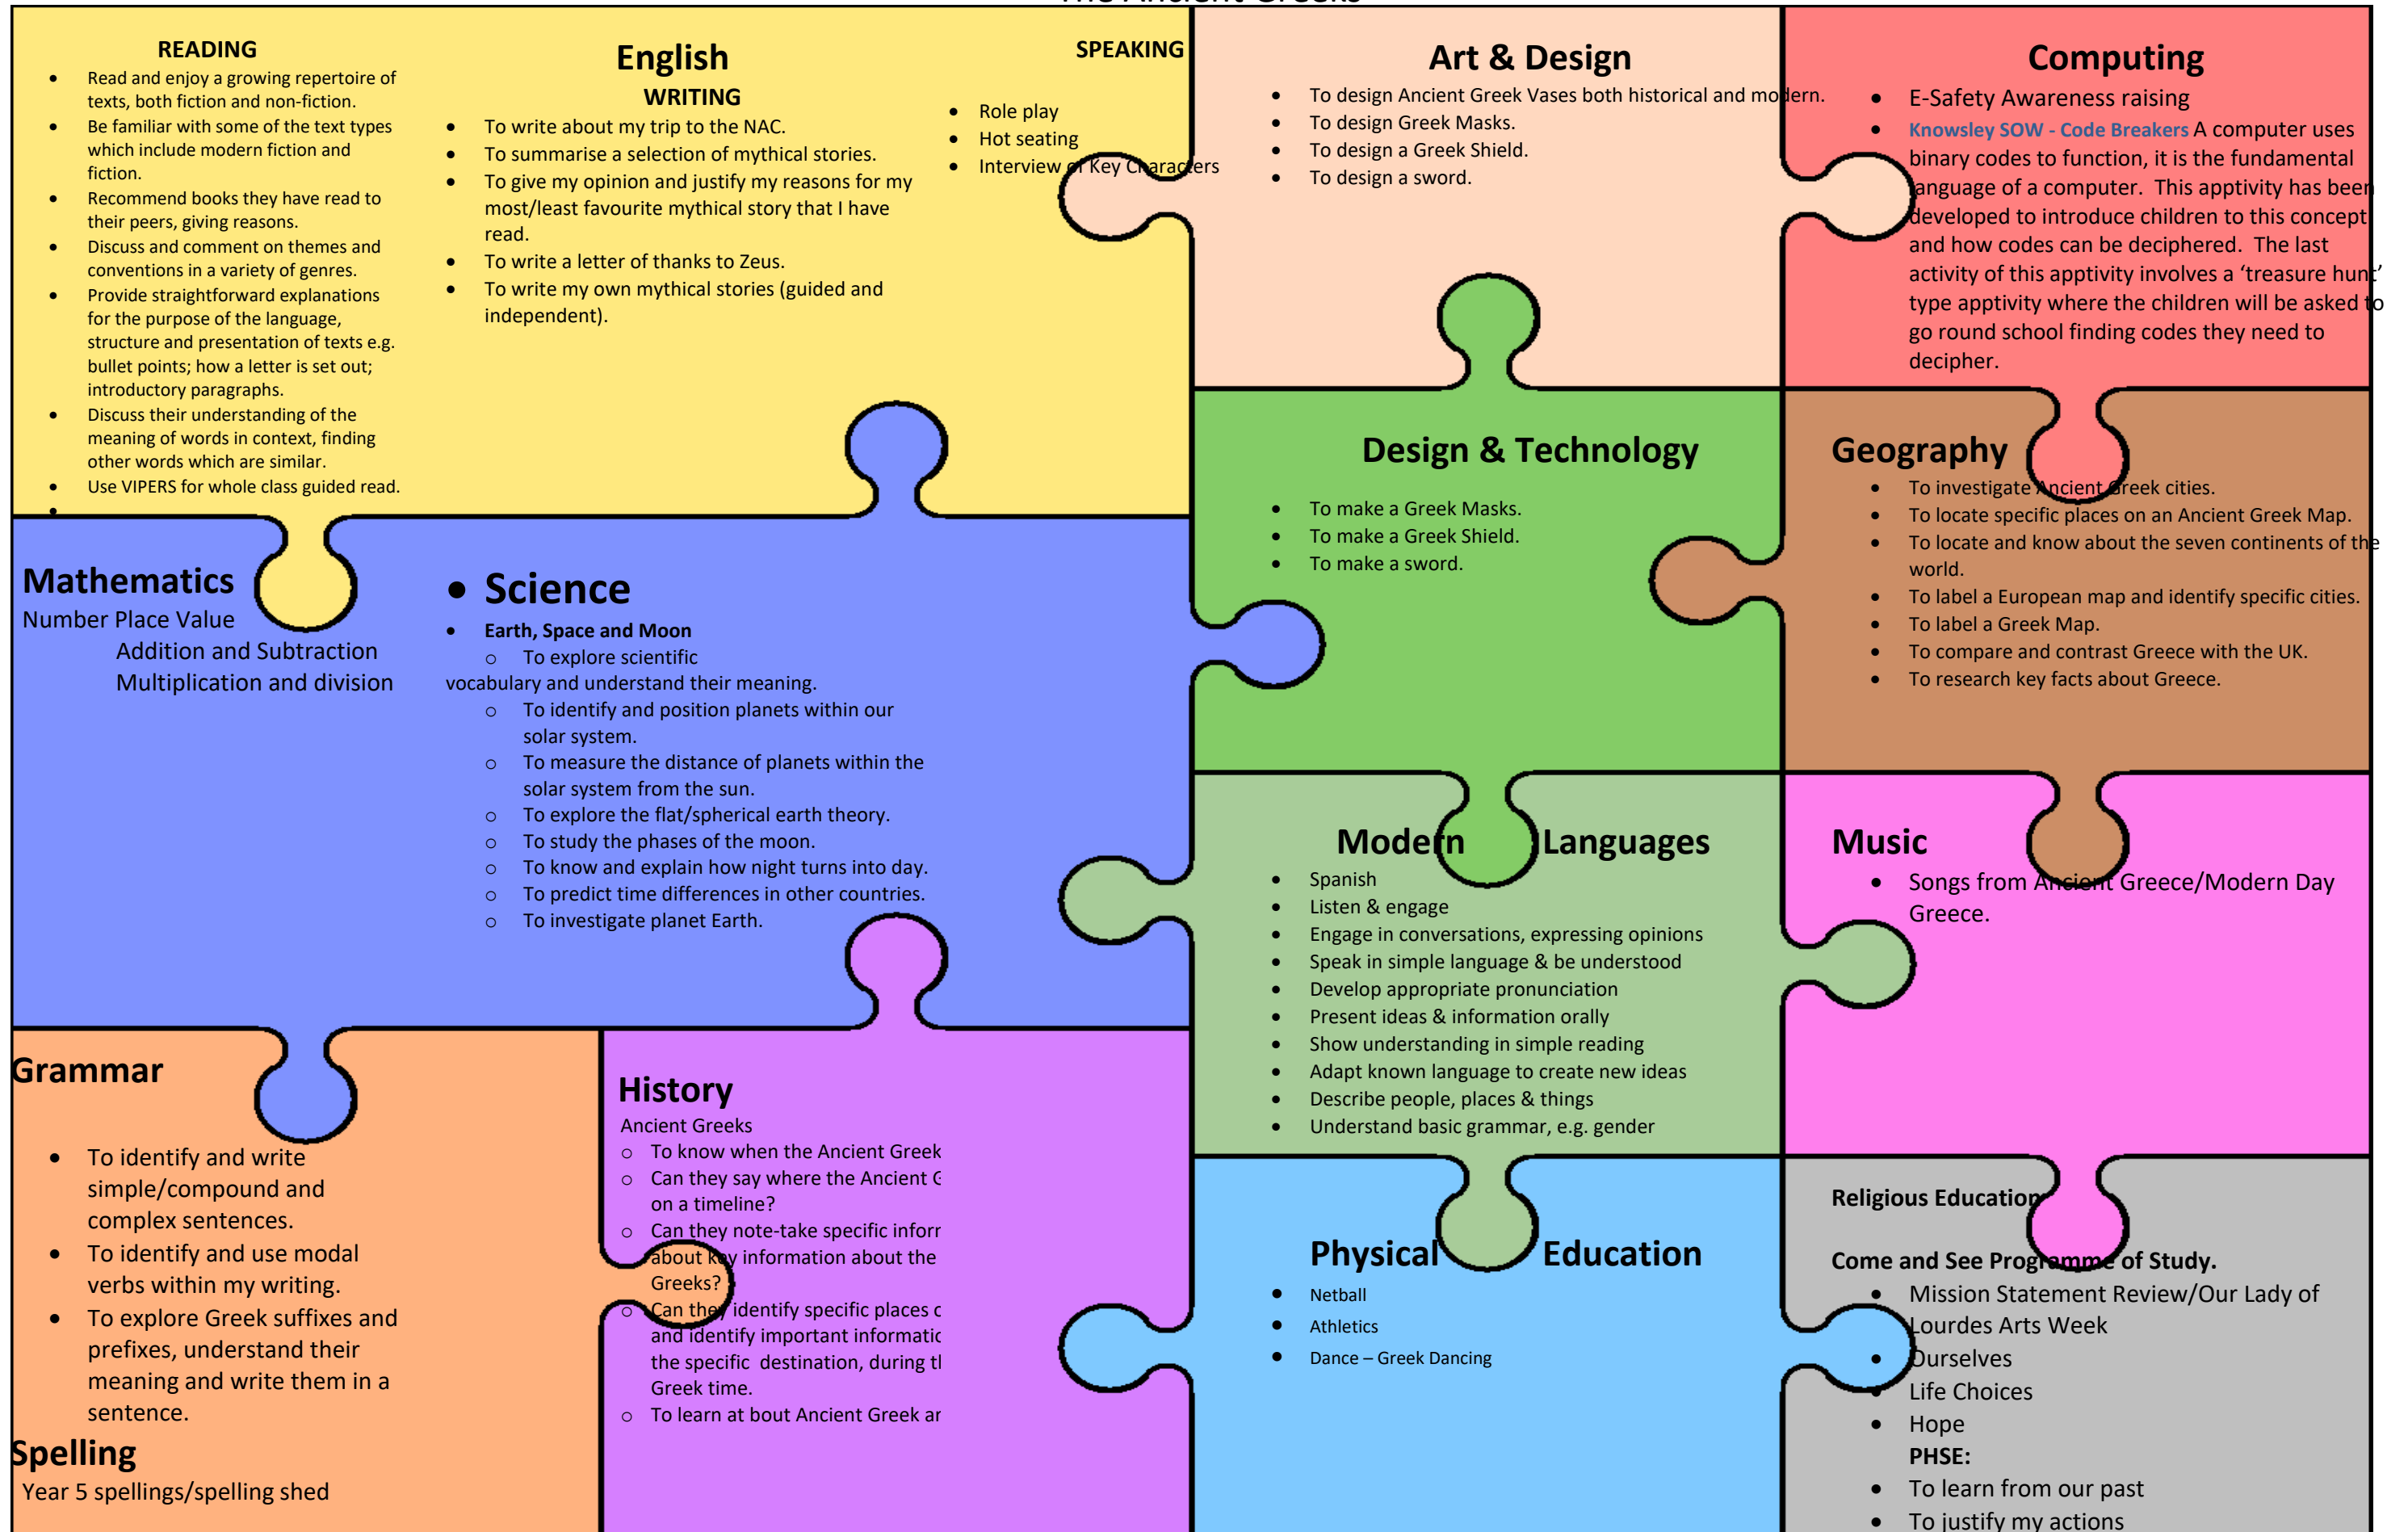 The Ancient Greeks
READING
• Read and enjoy a growing repertoire of
texts, both fiction and non-fiction.
• Be familiar with some of the text types
which include modern fiction and
fiction.
• Recommend books they have read to
their peers, giving reasons.
• Discuss and comment on themes and
conventions in a variety of genres.
• Provide straightforward explanations
for the purpose of the language,
structure and presentation of texts e.g.
bullet points; how a letter is set out;
introductory paragraphs.
• Discuss their understanding of the
meaning of words in context, finding
other words which are similar.
• Use VIPERS for whole class guided read.
•
English
WRITING
• To write about my trip to the NAC.
• To summarise a selection of mythical stories.
• To give my opinion and justify my reasons for my
most/least favourite mythical story that I have
read.
• To write a letter of thanks to Zeus.
• To write my own mythical stories (guided and
independent).
SPEAKING
• Role play
• Hot seating
• Interview of Key Characters
Art & Design
• To design Ancient Greek Vases both historical and modern.
• To design Greek Masks.
• To design a Greek Shield.
• To design a sword.
Computing
• E-Safety Awareness raising
• Knowsley SOW - Code Breakers A computer uses
binary codes to function, it is the fundamental
language of a computer. This apptivity has been
developed to introduce children to this concept
and how codes can be deciphered. The last
activity of this apptivity involves a ‘treasure hunt’
type apptivity where the children will be asked to
go round school finding codes they need to
decipher.
Mathematics
Number Place Value
Addition and Subtraction
Multiplication and division
• Science
• Earth, Space and Moon
o To explore scientific
vocabulary and understand their meaning.
o To identify and position planets within our
solar system.
o To measure the distance of planets within the
solar system from the sun.
o To explore the flat/spherical earth theory.
o To study the phases of the moon.
o To know and explain how night turns into day.
o To predict time differences in other countries.
o To investigate planet Earth.
Design & Technology
• To make a Greek Masks.
• To make a Greek Shield.
• To make a sword.
Geography
• To investigate Ancient Greek cities.
• To locate specific places on an Ancient Greek Map.
• To locate and know about the seven continents of the
world.
• To label a European map and identify specific cities.
• To label a Greek Map.
• To compare and contrast Greece with the UK.
• To research key facts about Greece.
Modern Languages
• Spanish
• Listen & engage
• Engage in conversations, expressing opinions
• Speak in simple language & be understood
• Develop appropriate pronunciation
• Present ideas & information orally
• Show understanding in simple reading
• Adapt known language to create new ideas
• Describe people, places & things
• Understand basic grammar, e.g. gender
Music
• Songs from Ancient Greece/Modern Day
Greece.
Grammar
• To identify and write
simple/compound and
complex sentences.
• To identify and use modal
verbs within my writing.
• To explore Greek suffixes and
prefixes, understand their
meaning and write them in a
sentence.
Spelling
Year 5 spellings/spelling shed
History
Ancient Greeks
o To know when the Ancient Greek
o Can they say where the Ancient
on a timeline?
o Can they note-take specific
about key information about the
Greeks?
o Can they identify specific places
and identify important
the specific destination, during
Greek time.
o To learn at bout Ancient Greek
Physical Education
• Netball
• Athletics
• Dance – Greek Dancing
Religious Education
Come and See Programme of Study.
• Mission Statement Review/Our Lady of
Lourdes Arts Week
• Ourselves
• Life Choices
• Hope
PHSE:
• To learn from our past
• To justify my actions